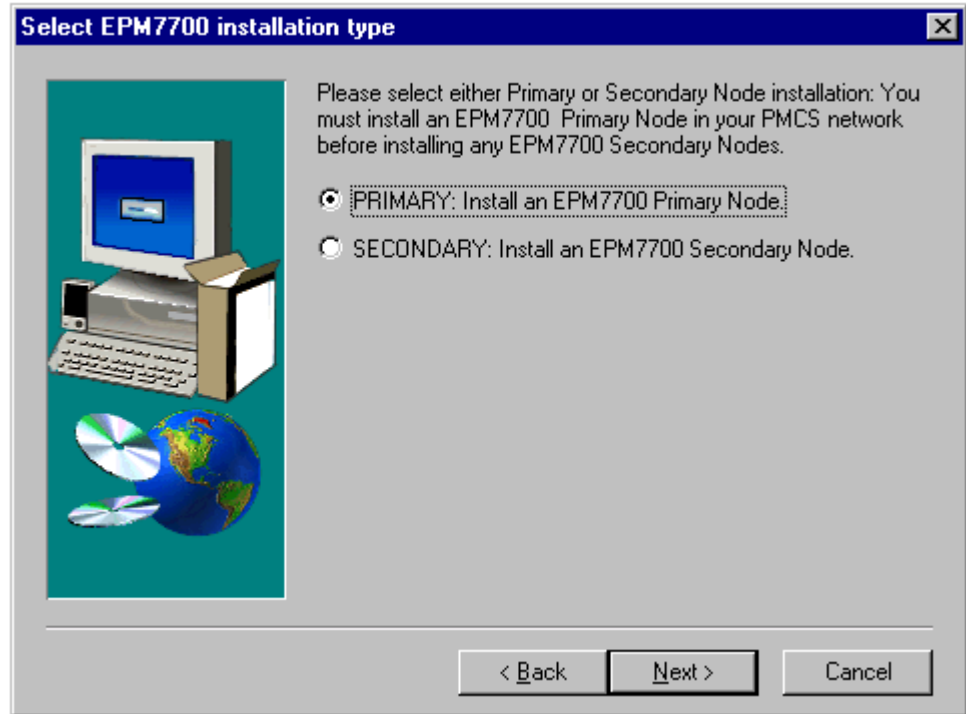 Select EPM7700 installation type
Please select either Primary or Secondary Node installation: You
must install an EPM7700  Primary Node in your PMCS network
before installing any EPM7700 Secondary Nodes.
PRIMARY: Install an EPM7700 Primary Node.
SECONDARY: Install an EPM7700 Secondary Node.
< Back
Next >
Cancel